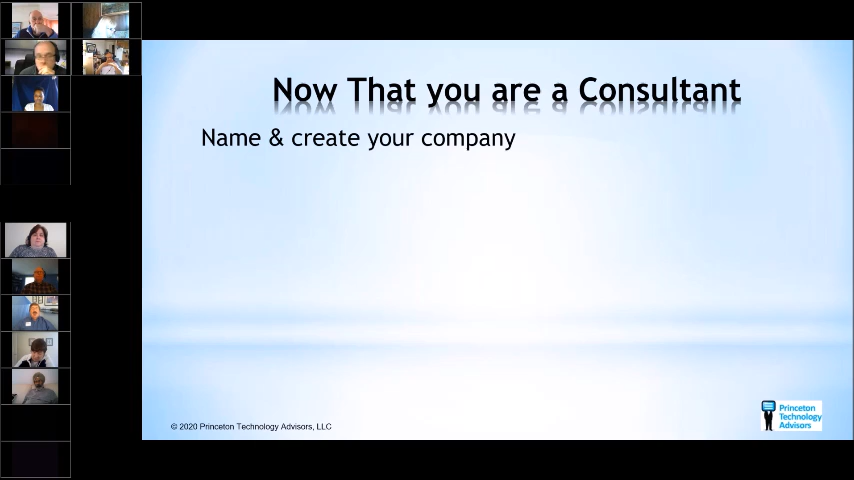 Now That you are a Consultant
Name & create your company
© 2020 Princeton Technology Advisors, LLC
Princeton
Technology
Advisors